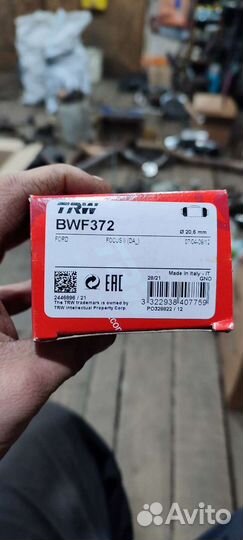 TRW
BWF372
Ø 20,6 mm
FORD FOCUS II (DA_) 07/04-09/12
EAC
Made in Italy - IT
26/21 GNO
2446896 / 21
The TRW trademark is owned by
TRW Intellectual Property Corp.
3 322938 407759
PO328822 / 12
Avito